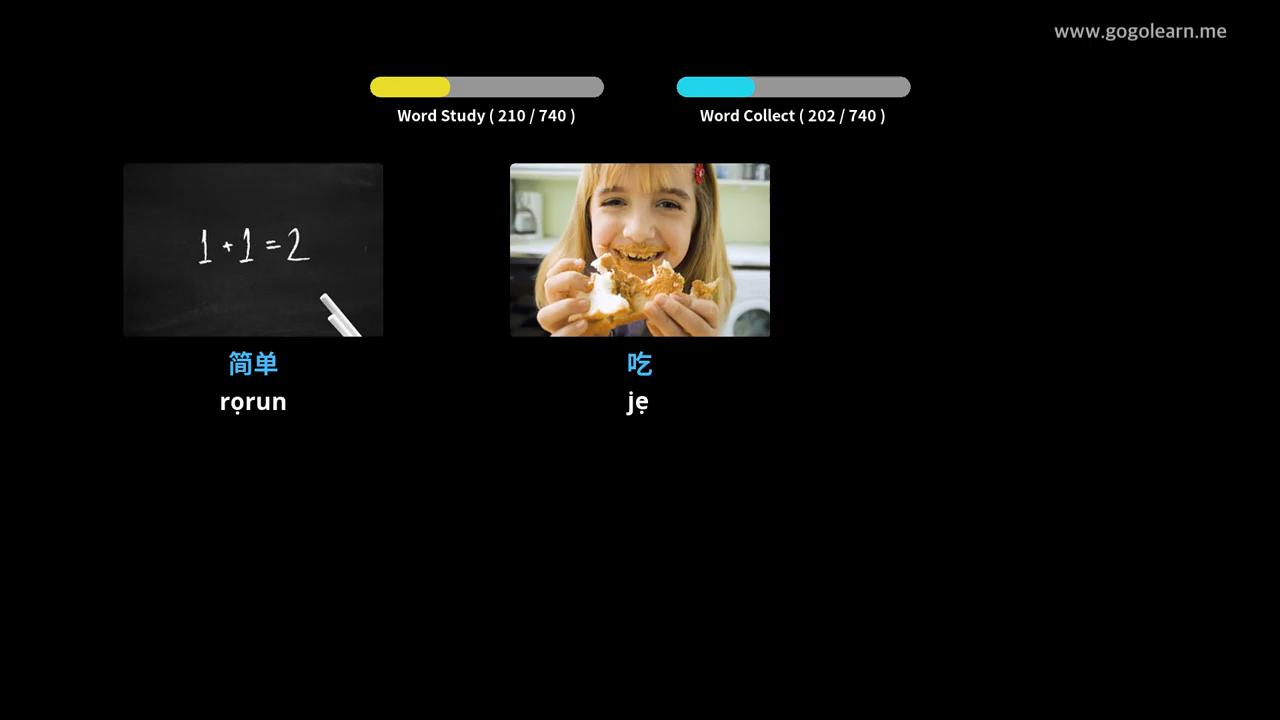 www.gogolearn.me
Word Study ( 210 / 740 )
Word Collect ( 202 / 740 )
1 + 1 = 2
简单
rọrun
吃
jẹ